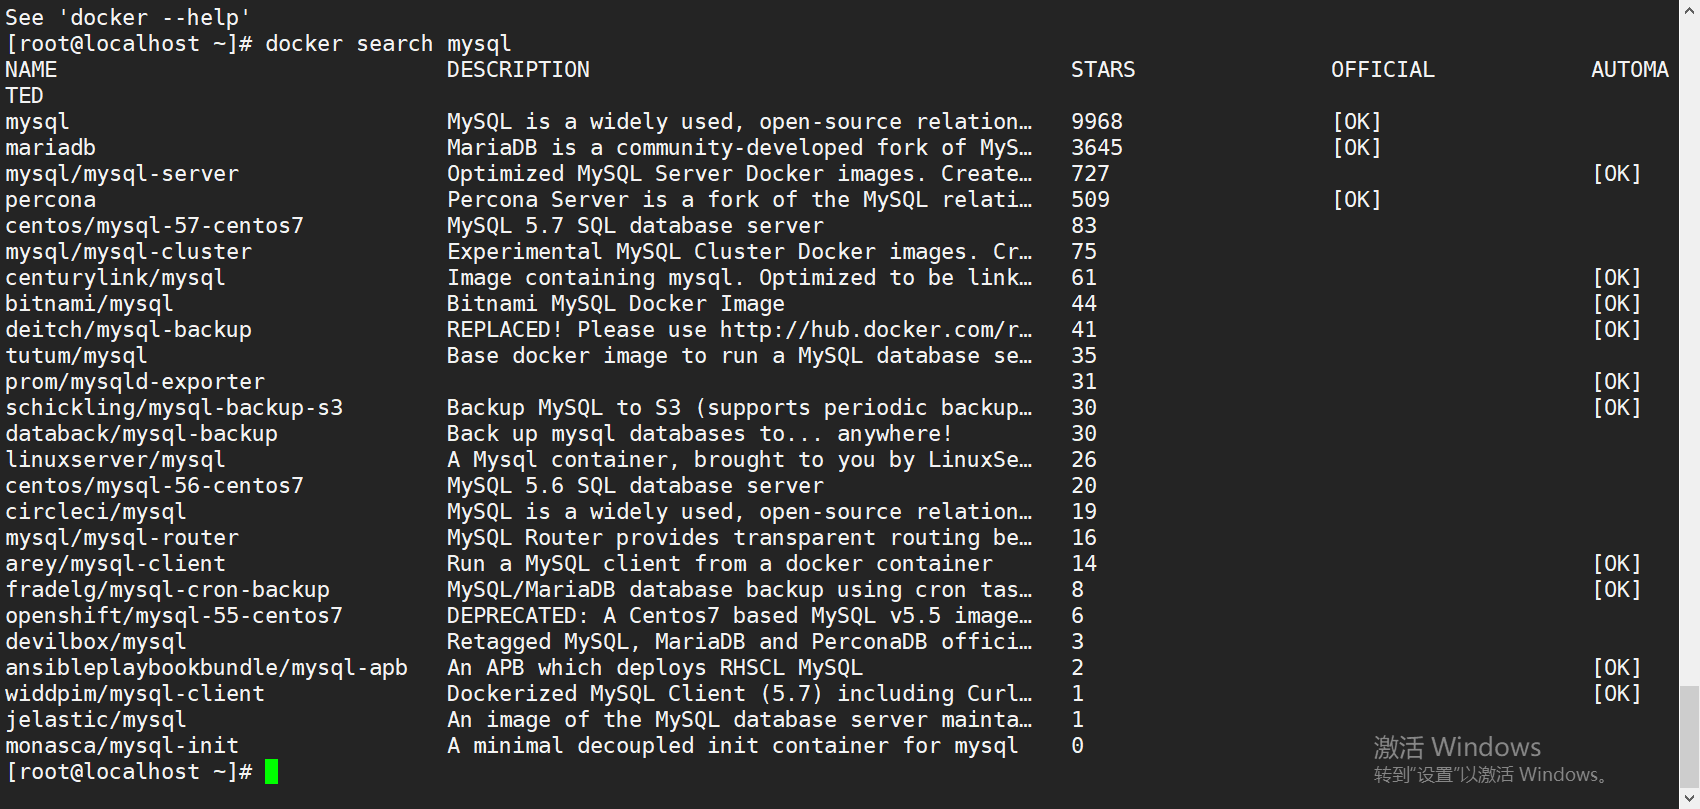 See 'docker --help'
[root@localhost ~]# docker search mysql
NAME DESCRIPTION STARS OFFICIAL AUTOMA
TED
mysql MySQL is a widely used, open-source relation… 9968 [OK]
mariadb MariaDB is a community-developed fork of MyS… 3645 [OK]
mysql/mysql-server Optimized MySQL Server Docker images. Create… 727 [OK]
percona Percona Server is a fork of the MySQL relati… 509 [OK]
centos/mysql-57-centos7 MySQL 5.7 SQL database server 83
mysql/mysql-cluster Experimental MySQL Cluster Docker images. Cr… 75
centurylink/mysql Image containing mysql. Optimized to be link… 61 [OK]
bitnami/mysql Bitnami MySQL Docker Image 44 [OK]
deitch/mysql-backup REPLACED! Please use http://hub.docker.com/r… 41 [OK]
tutum/mysql Base docker image to run a MySQL database se… 35
prom/mysqld-exporter 31 [OK]
schickling/mysql-backup-s3 Backup MySQL to S3 (supports periodic backup… 30 [OK]
databack/mysql-backup Back up mysql databases to... anywhere! 30
linuxserver/mysql A Mysql container, brought to you by LinuxSe… 26
centos/mysql-56-centos7 MySQL 5.6 SQL database server 20
circleci/mysql MySQL is a widely used, open-source relation… 19
mysql/mysql-router MySQL Router provides transparent routing be… 16
arey/mysql-client Run a MySQL client from a docker container 14 [OK]
fradelg/mysql-cron-backup MySQL/MariaDB database backup using cron tas… 8 [OK]
openshift/mysql-55-centos7 DEPRECATED: A Centos7 based MySQL v5.5 image… 6
devilbox/mysql Retagged MySQL, MariaDB and PerconaDB offici… 3
ansibleplaybookbundle/mysql-apb An APB which deploys RHSCL MySQL 2 [OK]
widdpim/mysql-client Dockerized MySQL Client (5.7) including Curl… 1 [OK]
jelastic/mysql An image of the MySQL database server mainta… 1
monasca/mysql-init A minimal decoupled init container for mysql 0
[root@localhost ~]#
激活 Windows
转到"设置"以激活 Windows。